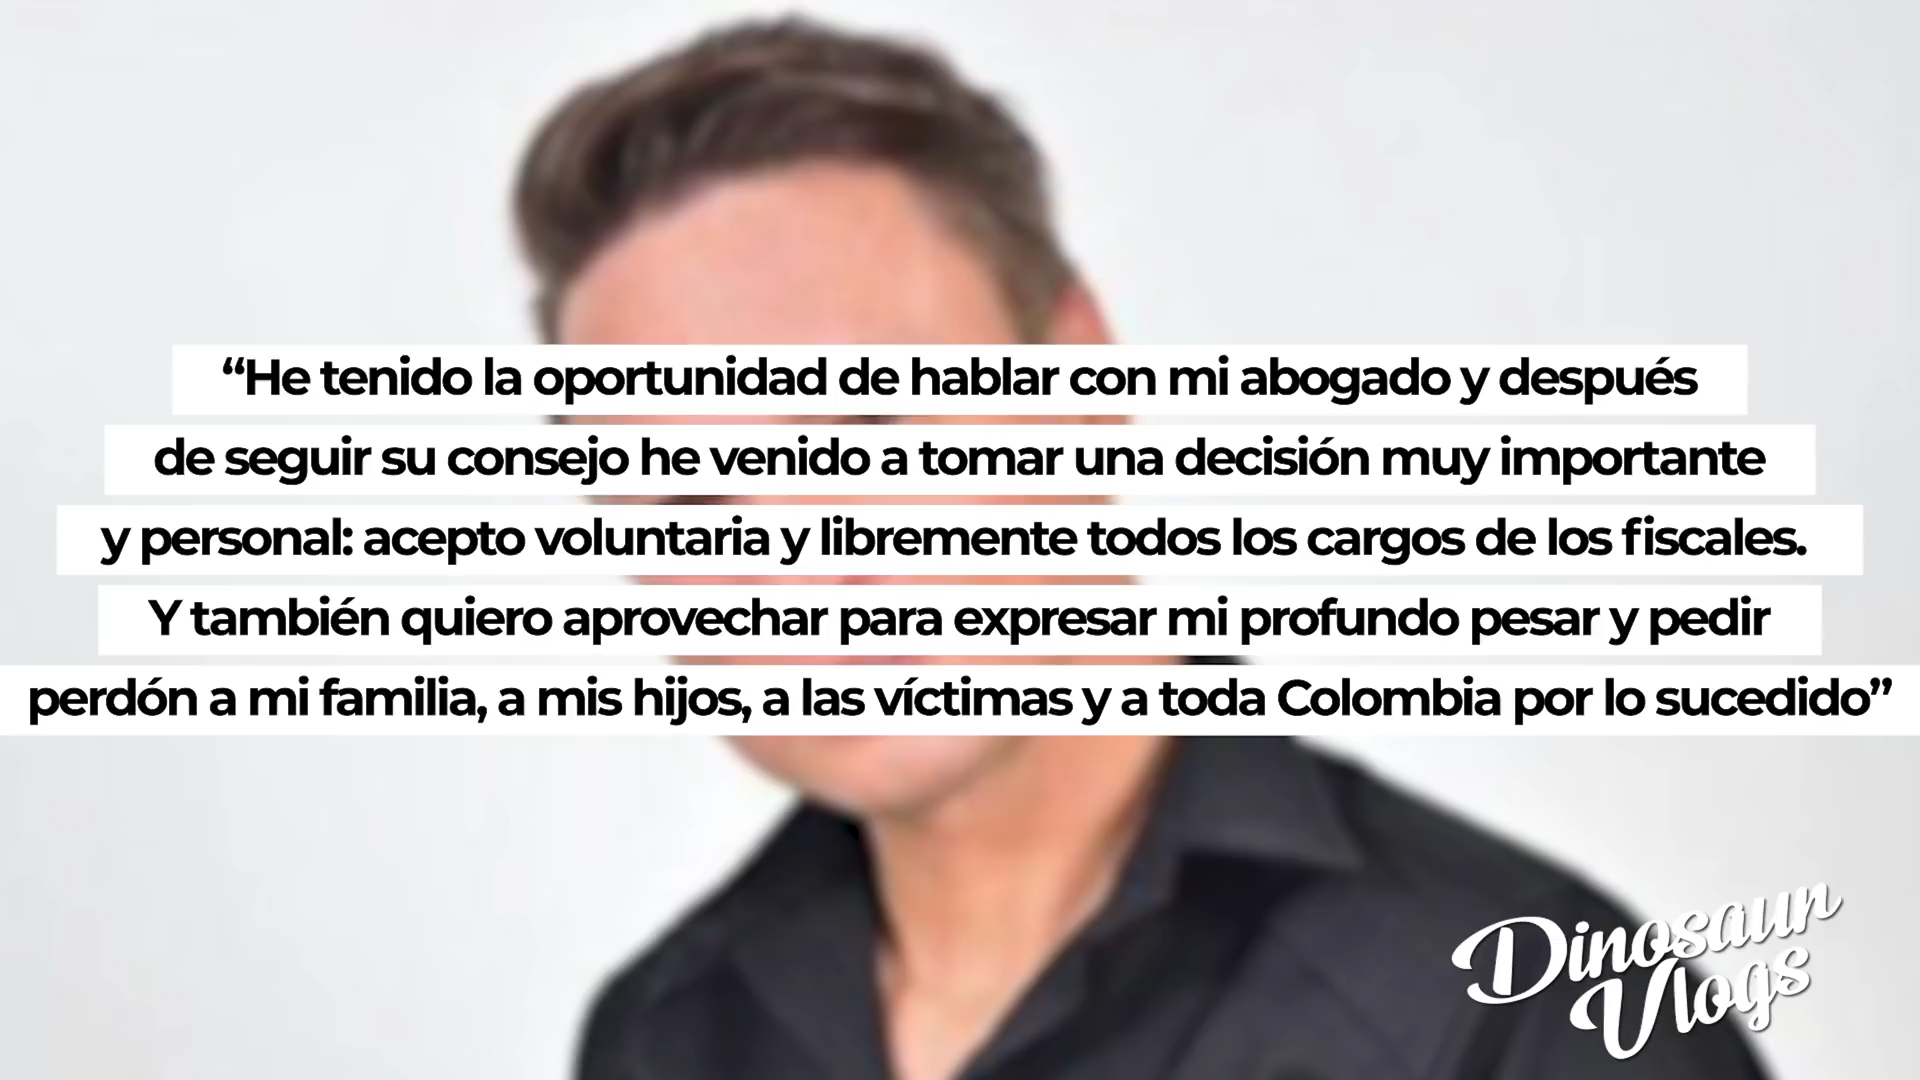 “He tenido la oportunidad de hablar con mi abogado y después
de seguir su consejo he venido a tomar una decisión muy importante
y personal: acepto voluntaria y libremente todos los cargos de los fiscales.
Y también quiero aprovechar para expresar mi profundo pesar y pedir
perdón a mi familia, a mis hijos, a las víctimas y a toda Colombia por lo sucedido”
Dinosaun
Vlogs